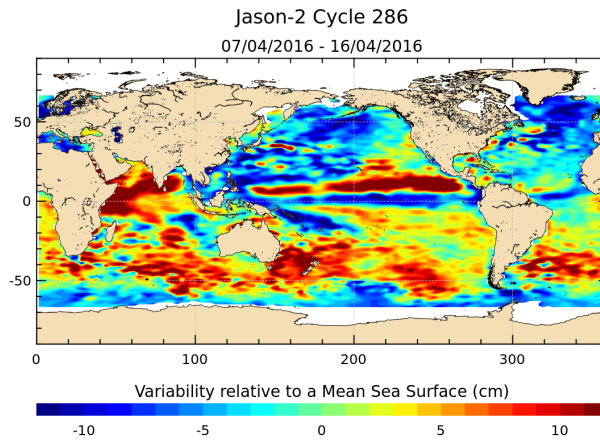 Jason-2 Cycle 286
07/04/2016 - 16/04/2016
50
0
-50
0 100 200 300
Variability relative to a Mean Sea Surface (cm)
-10 -5 0 5 10